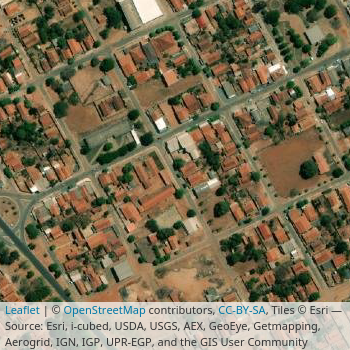 Leaflet | © OpenStreetMap contributors, CC-BY-SA, Tiles © Esri —
Source: Esri, i-cubed, USDA, USGS, AEX, GeoEye, Getmapping,
Aerogrid, IGN, IGP, UPR-EGP, and the GIS User Community